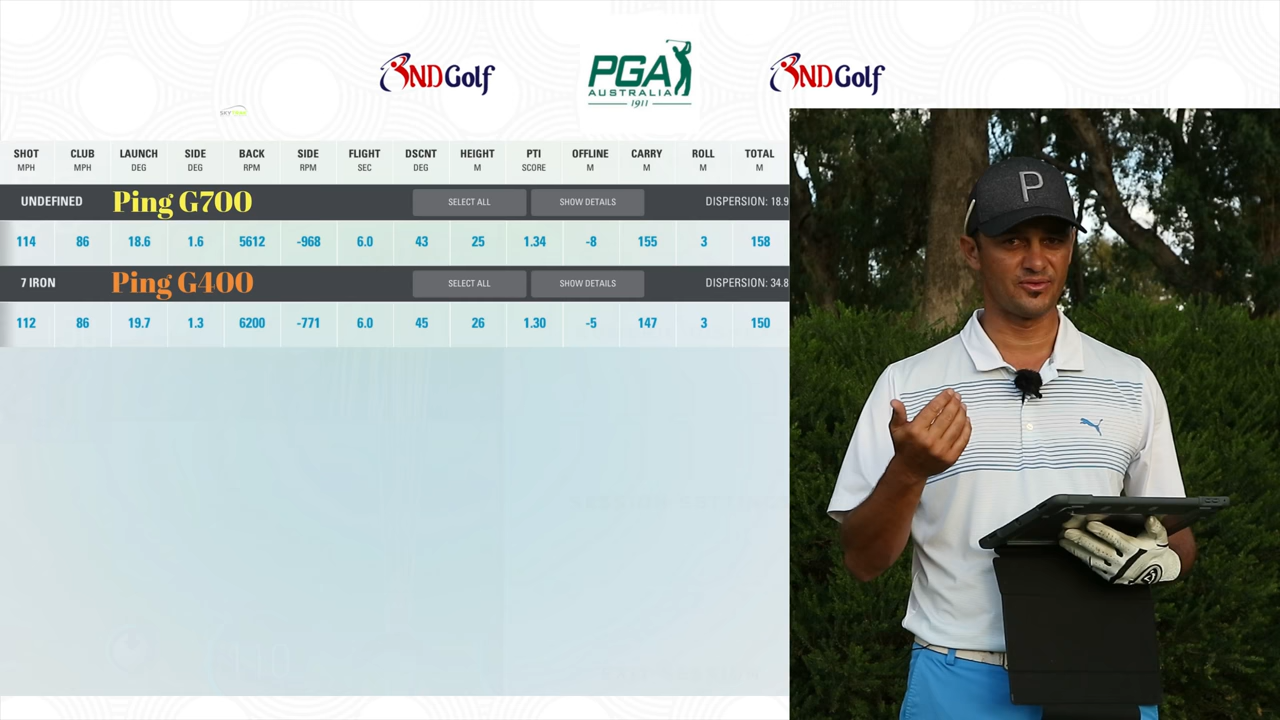 3NDGolf
PGA
AUSTRALIA
1911
3NDGolf
SKYTRAK
SHOT CLUB LAUNCH SIDE BACK SIDE FLIGHT DSCNT HEIGHT PTI OFFLINE CARRY ROLL TOTAL
MPH MPH DEG DEG RPM RPM SEC DEG M SCORE M M M M
UNDEFINED Ping G700 SELECT ALL SHOW DETAILS DISPERSION: 18.9
114 86 18.6 1.6 5612 -968 6.0 43 25 1.34 -8 155 3 158
7 IRON Ping G400 SELECT ALL SHOW DETAILS DISPERSION: 34.8
112 86 19.7 1.3 6200 -771 6.0 45 26 1.30 -5 147 3 150
P